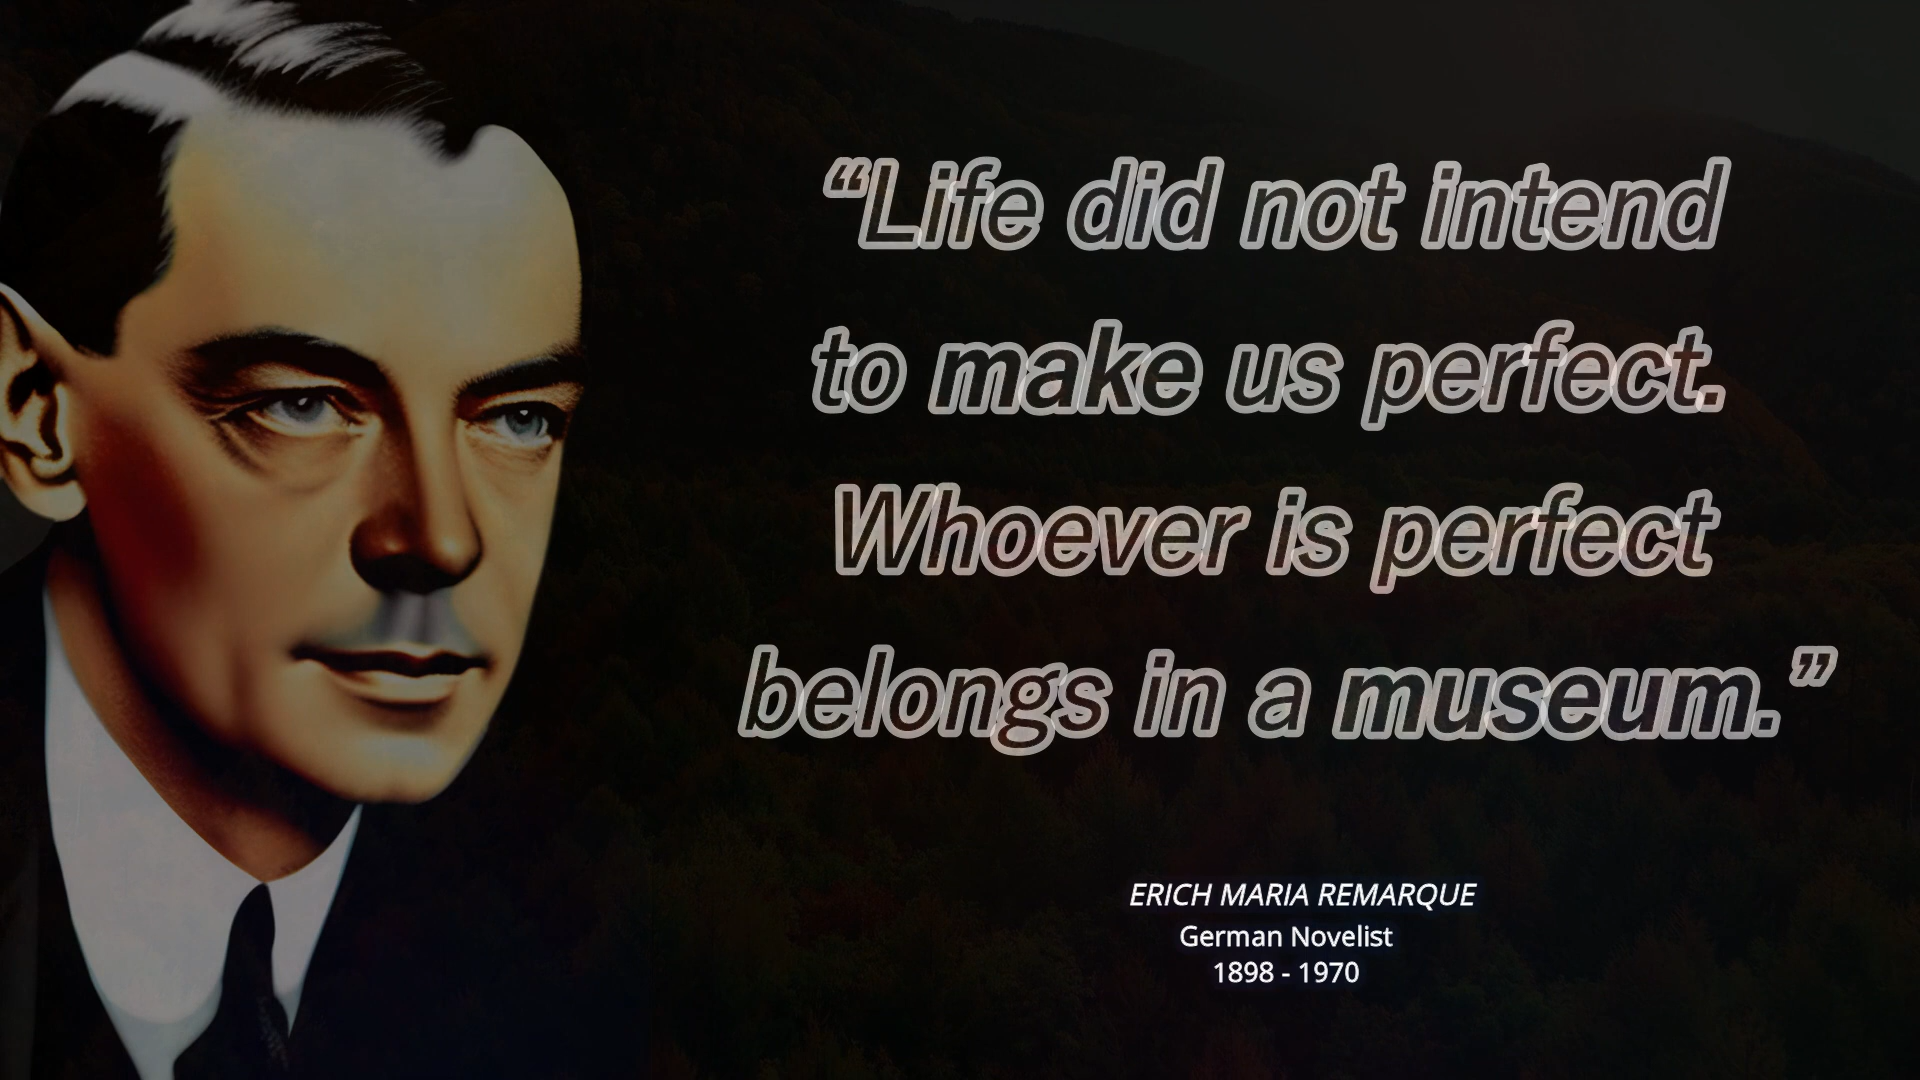 “Life did not intend
to make us perfect.
Whoever is perfect
belongs in a museum.”
ERICH MARIA REMARQUE
German Novelist
1898 - 1970